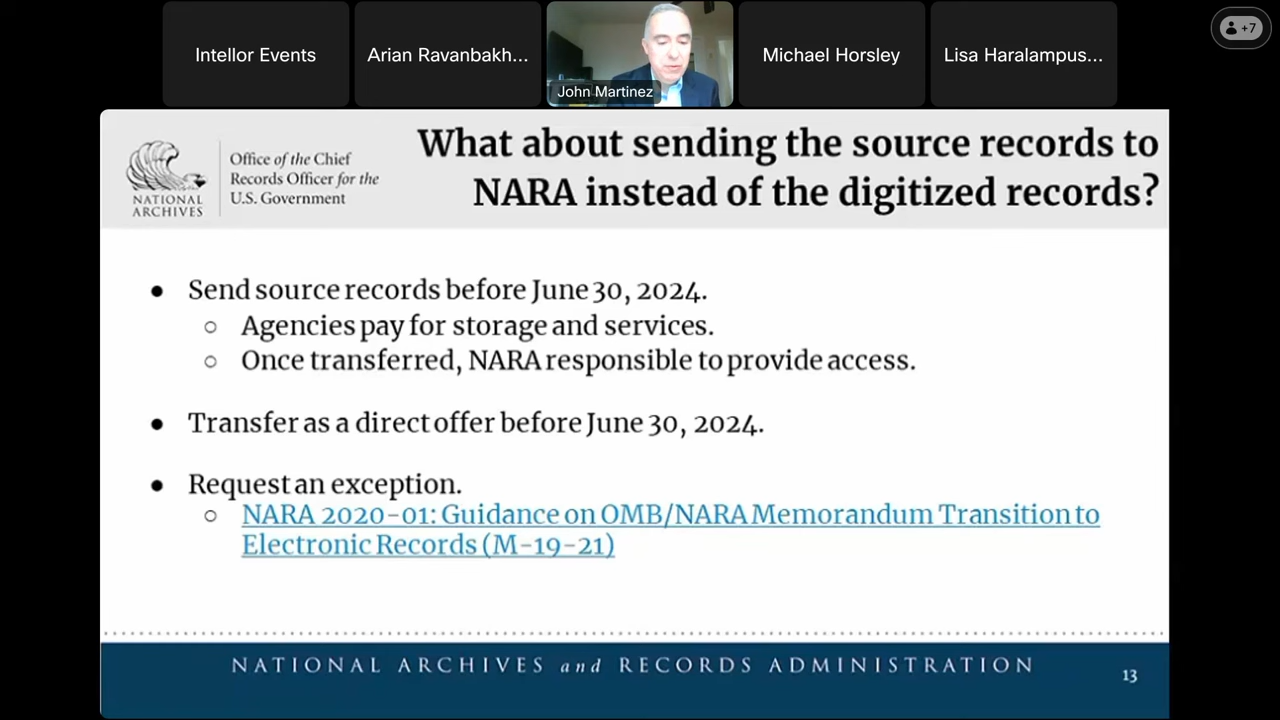 Intellor Events
Arian Ravanbakh...
John Martinez
Michael Horsley
Lisa Haralampus...
+7
NATIONAL
ARCHIVES
Office of the Chief
Records Officer for the
U.S. Government
What about sending the source records to
NARA instead of the digitized records?
● Send source records before June 30, 2024.
○ Agencies pay for storage and services.
○ Once transferred, NARA responsible to provide access.
● Transfer as a direct offer before June 30, 2024.
● Request an exception.
○ NARA 2020-01: Guidance on OMB/NARA Memorandum Transition to
Electronic Records (M-19-21)
NATIONAL ARCHIVES and RECORDS ADMINISTRATION
13